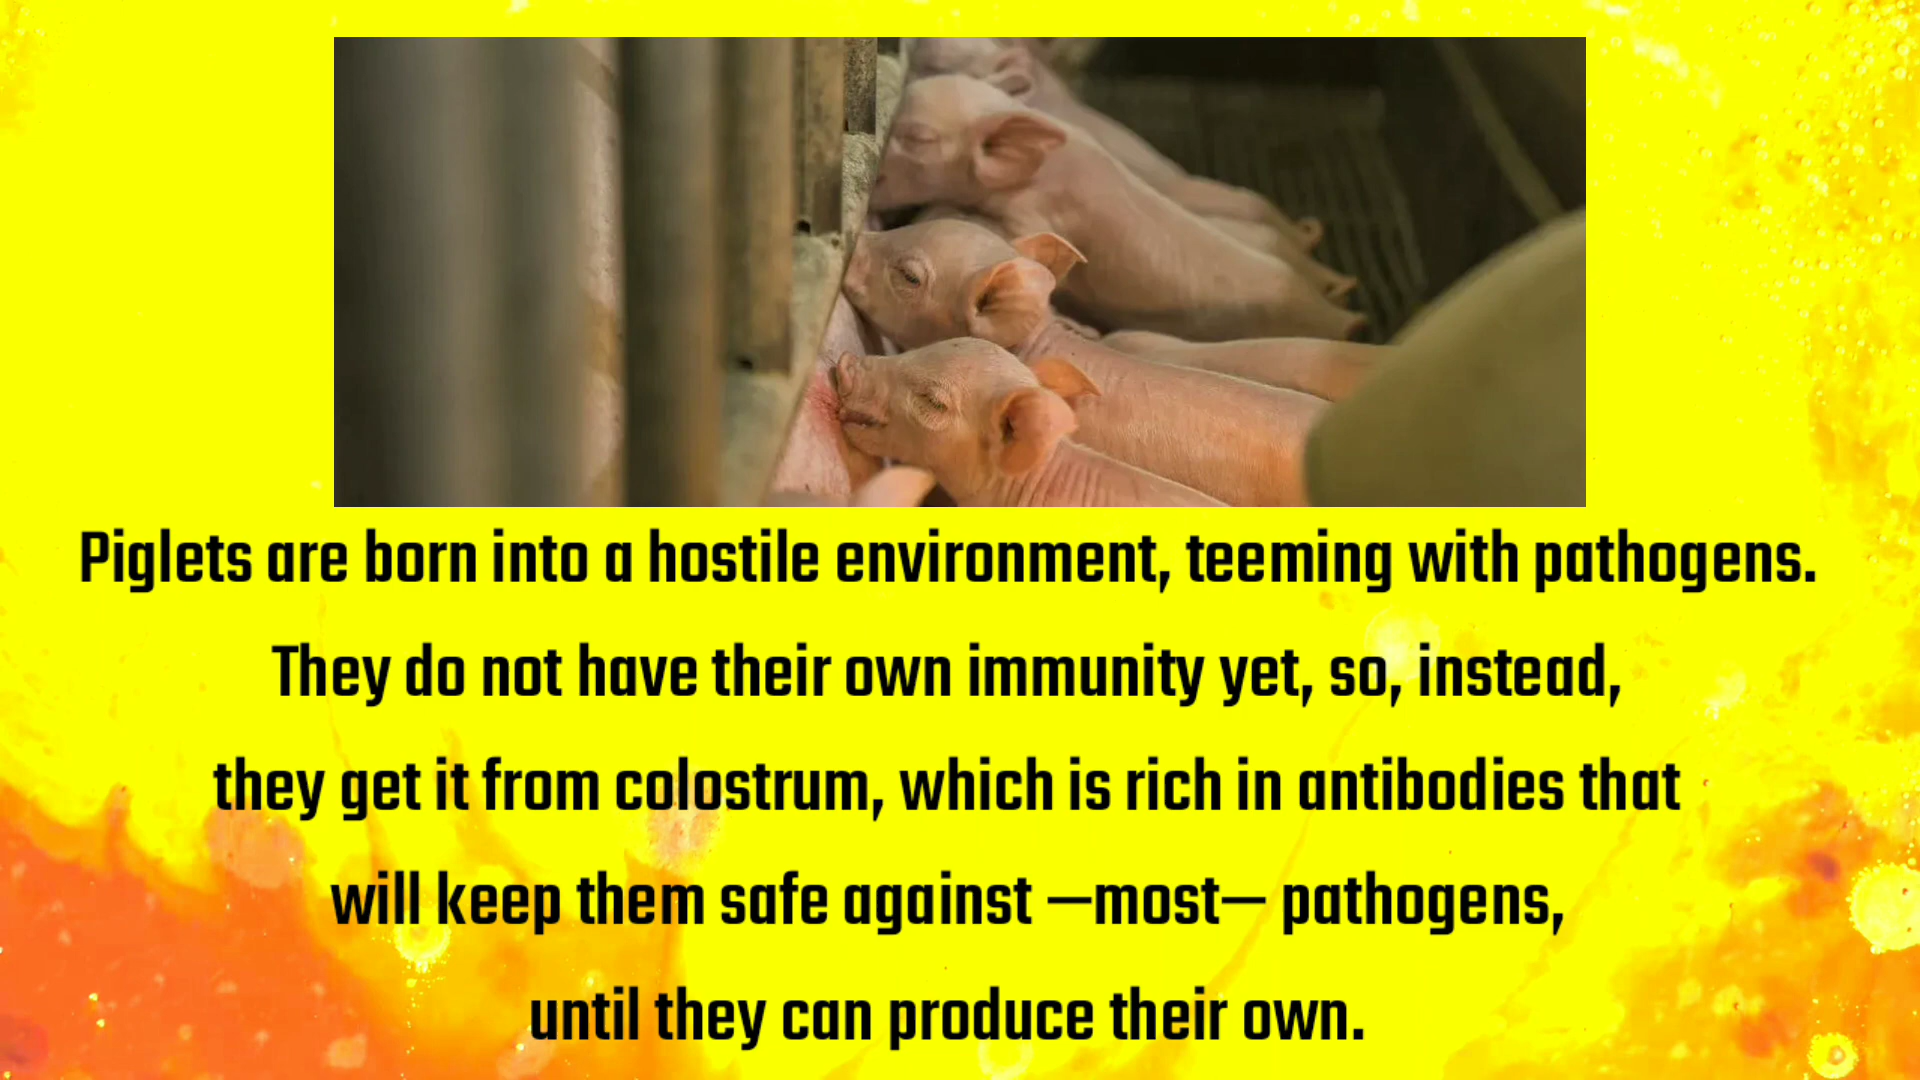 Piglets are born into a hostile environment, teeming with pathogens.
They do not have their own immunity yet, so, instead,
they get it from colostrum, which is rich in antibodies that
will keep them safe against —most— pathogens,
until they can produce their own.